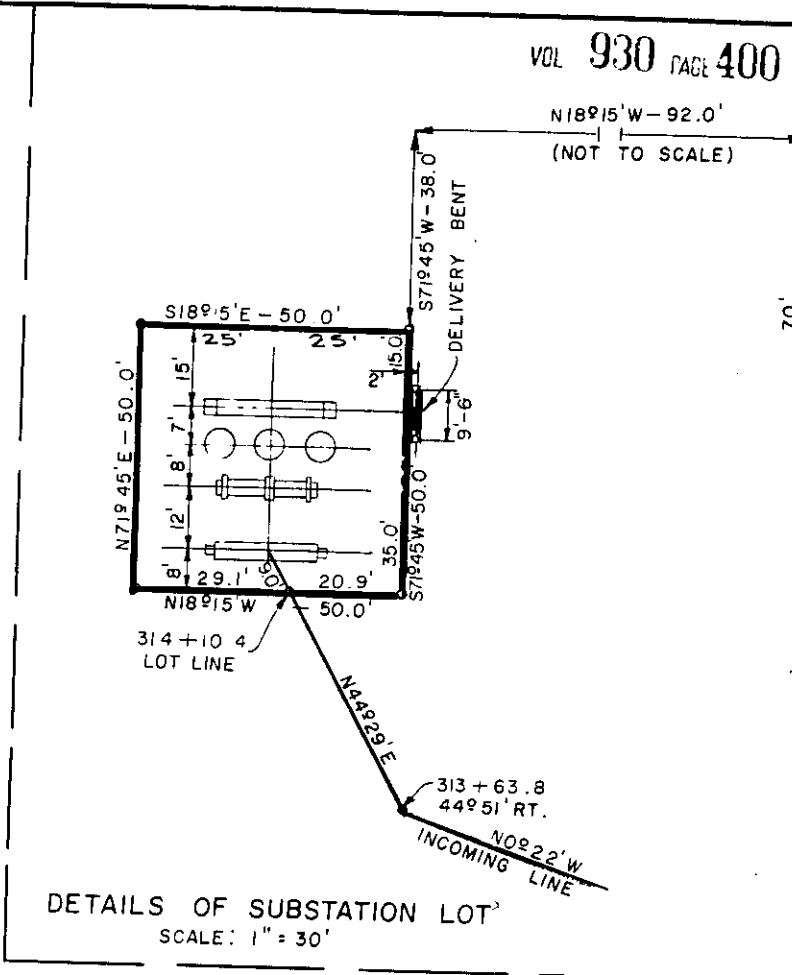 VOL 930 PAGE 400
N18°15'W-92.0'
(NOT TO SCALE)
S71°45'W-38.0'
DELIVERY BENT
70'
S18°15'E-50.0'
25' 25'
15.0'
2'
9'-6"
15'
7'
8'
12'
8'
N71°45'E-50.0'
S71°45W-50.0'
35.0'
9.0'
29.1' 20.9'
N18°15'W - 50.0'
314+10 4
LOT LINE
N44°29'E
313+63.8
44°51'RT.
N0°22'W
INCOMING LINE
DETAILS OF SUBSTATION LOT
SCALE: 1"=30'